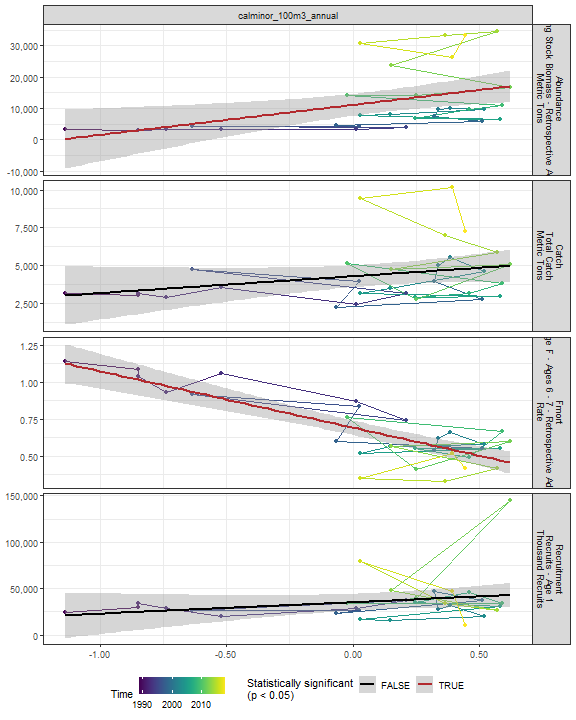 calminor_100m3_annual
30,000
20,000
10,000
0
-10,000
Abundance
Stock Biomass - Retrospective
Metric Tons
10,000
7,500
5,000
2,500
Catch
Total Catch
Metric Tons
1.25
1.00
0.75
0.50
Fmort
F - Ages 6 - 7 - Retrospective
Rate
150,000
100,000
50,000
0
Recruitment
Recruits - Age 1
Thousand Recruits
-1.00
-0.50
0.00
0.50
Time
1990
2000
2010
Statistically significant
(p < 0.05)
FALSE
TRUE